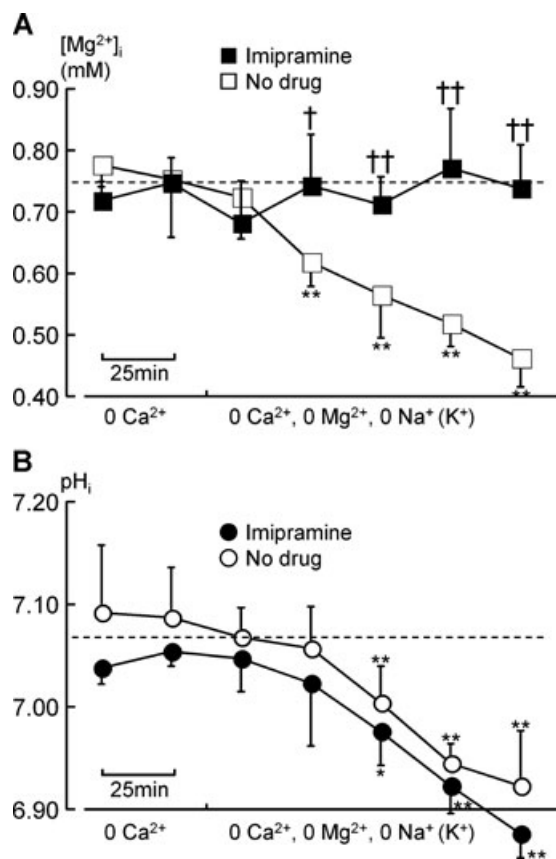 A
[Mg²⁺]ᵢ
(mM)
■ Imipramine
□ No drug
0.90
†
††
††
0.80
0.70
0.60
**
**
0.50
**
**
25min
0.40
0 Ca²⁺ 0 Ca²⁺, 0 Mg²⁺, 0 Na⁺ (K⁺)
B
pHᵢ
7.20
● Imipramine
○ No drug
7.10
**
**
**
7.00
*
25min
**
6.90
**
0 Ca²⁺ 0 Ca²⁺, 0 Mg²⁺, 0 Na⁺ (K⁺)